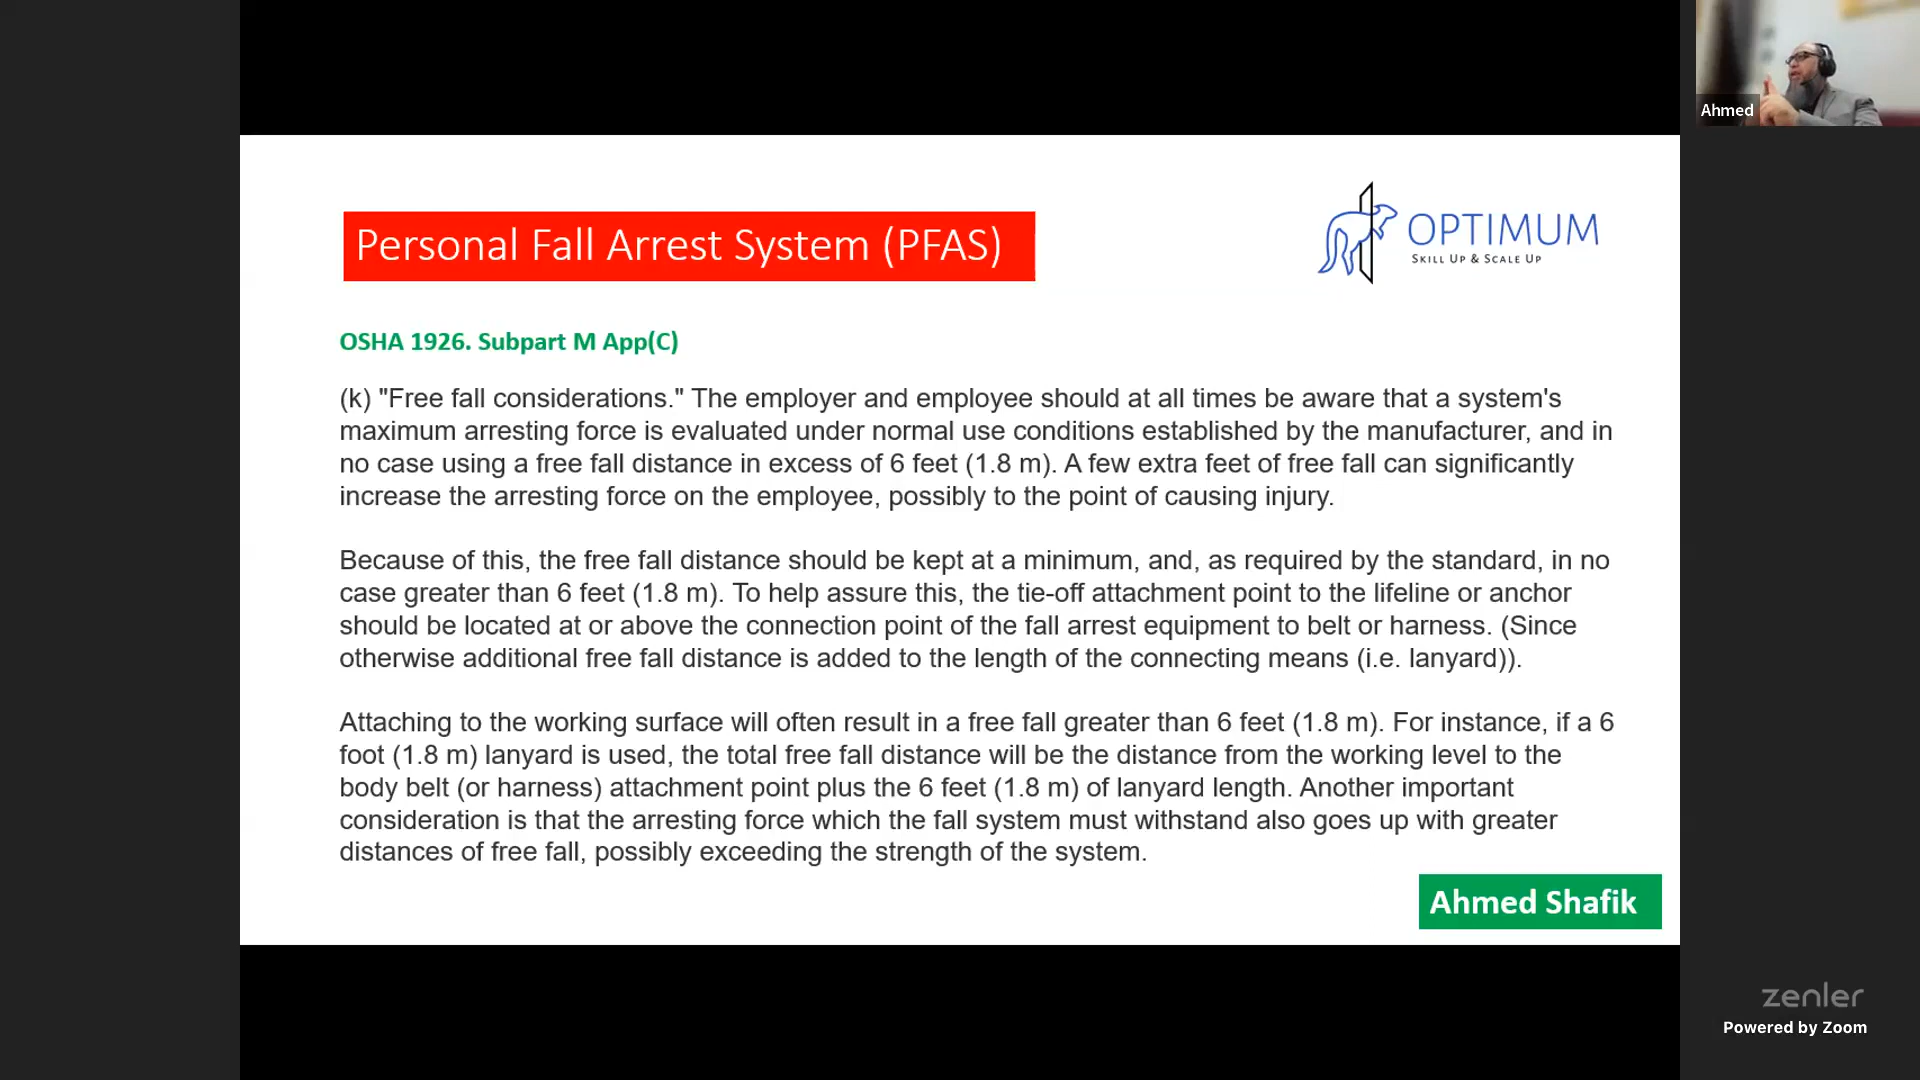 Ahmed
Personal Fall Arrest System (PFAS)
OPTIMUM
SKILL UP & SCALE UP
OSHA 1926. Subpart M App(C)
(k) "Free fall considerations." The employer and employee should at all times be aware that a system's
maximum arresting force is evaluated under normal use conditions established by the manufacturer, and in
no case using a free fall distance in excess of 6 feet (1.8 m). A few extra feet of free fall can significantly
increase the arresting force on the employee, possibly to the point of causing injury.
Because of this, the free fall distance should be kept at a minimum, and, as required by the standard, in no
case greater than 6 feet (1.8 m). To help assure this, the tie-off attachment point to the lifeline or anchor
should be located at or above the connection point of the fall arrest equipment to belt or harness. (Since
otherwise additional free fall distance is added to the length of the connecting means (i.e. lanyard)).
Attaching to the working surface will often result in a free fall greater than 6 feet (1.8 m). For instance, if a 6
foot (1.8 m) lanyard is used, the total free fall distance will be the distance from the working level to the
body belt (or harness) attachment point plus the 6 feet (1.8 m) of lanyard length. Another important
consideration is that the arresting force which the fall system must withstand also goes up with greater
distances of free fall, possibly exceeding the strength of the system.
Ahmed Shafik
zenler
Powered by Zoom